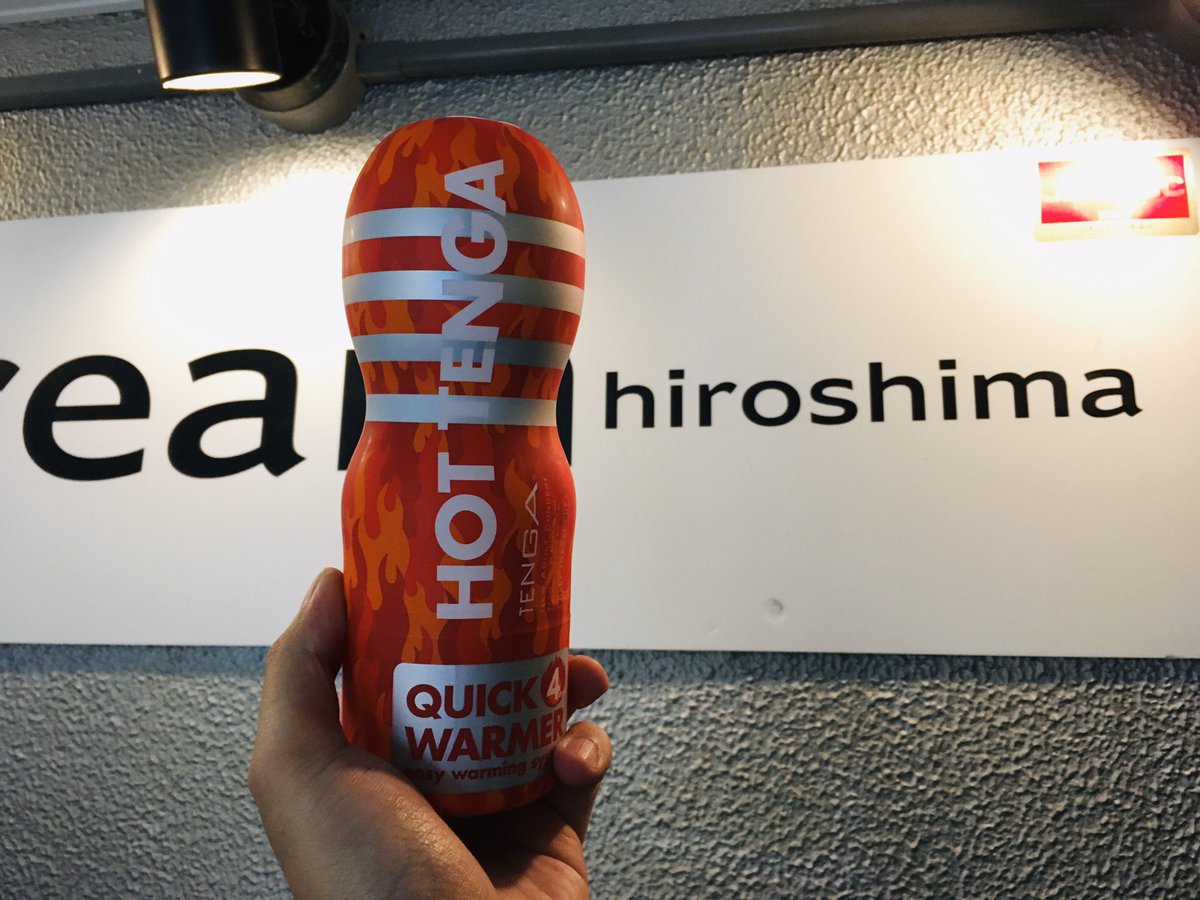 HOT TENGA
TENGA
QUICK 4
WARMER
easy warming
hiroshima